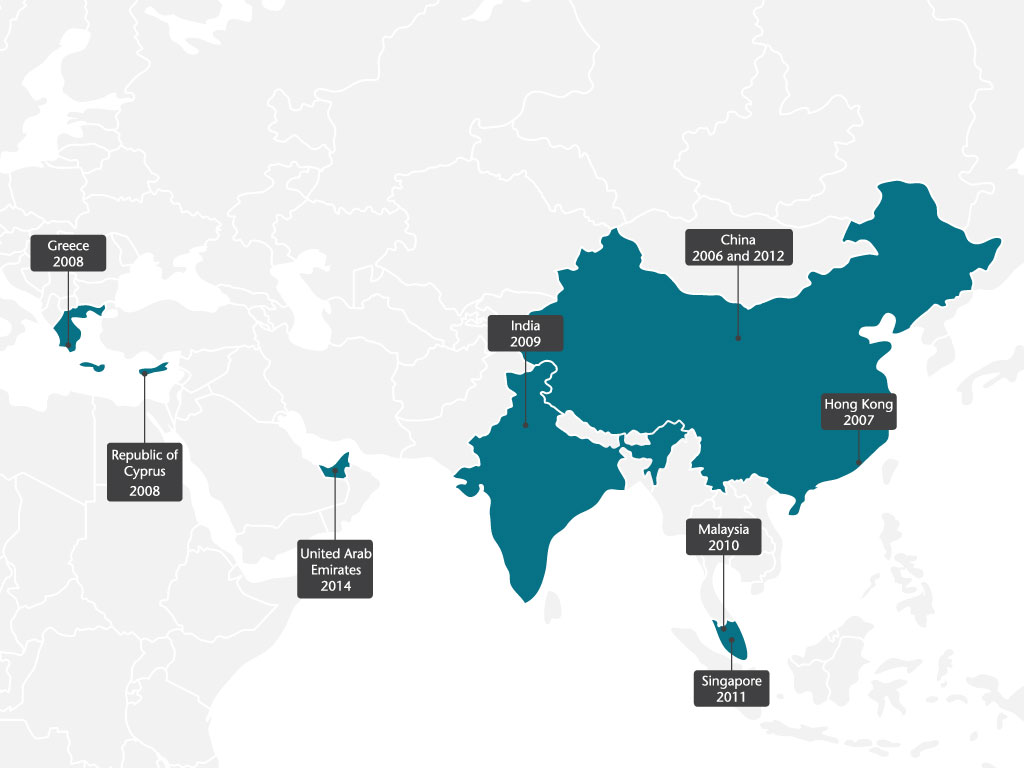 Greece
2008
China
2006 and 2012
India
2009
Hong Kong
2007
Republic of
Cyprus
2008
Malaysia
2010
United Arab
Emirates
2014
Singapore
2011